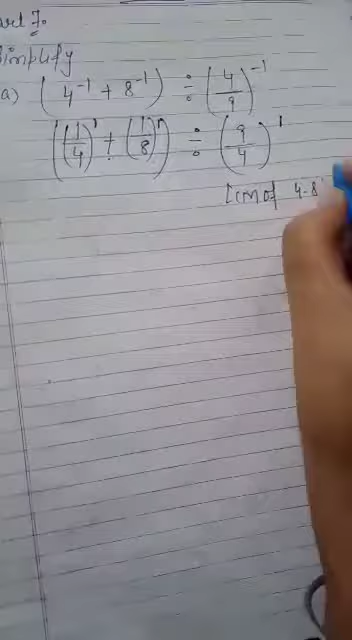 Simplify
a) (4⁻¹ + 8⁻¹) ÷ (4/9)⁻¹
((1/4)¹ + (1/8)¹) ÷ (9/4)¹
LCM of 4-8